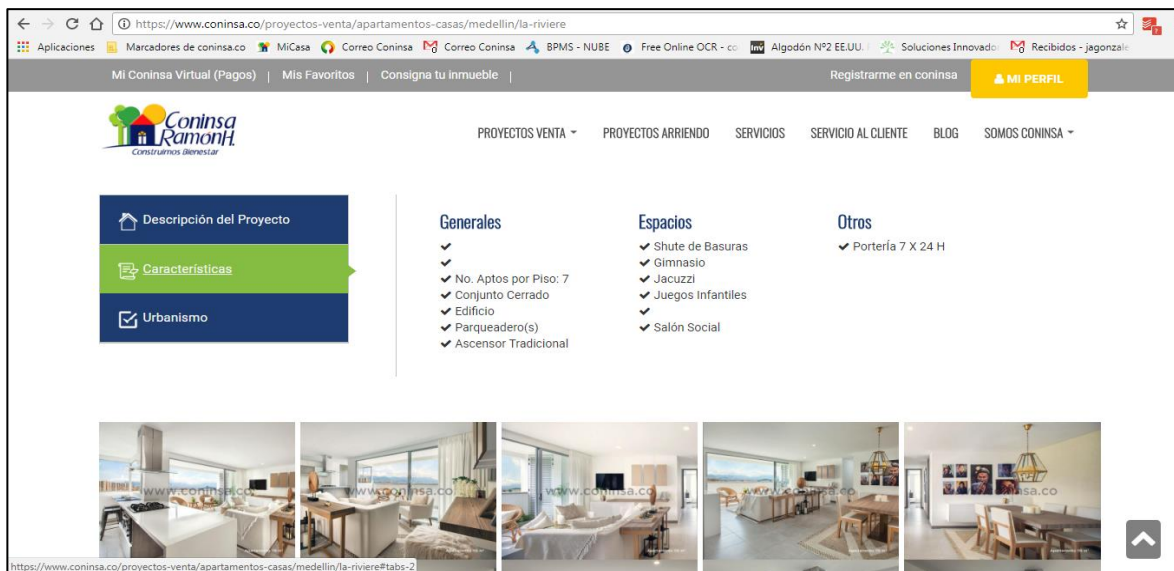 https://www.coninsa.co/proyectos-venta/apartamentos-casas/medellin/la-riviere
Aplicaciones Marcadores de coninsa.co MiCasa Correo Coninsa Correo Coninsa BPMS - NUBE Free Online OCR - co Algodón Nº2 EE.UU. Soluciones Innovado Recibidos - jagonzale
Mi Coninsa Virtual (Pagos) | Mis Favoritos | Consigna tu inmueble |
Registrarme en coninsa
MI PERFIL
Coninsa
RamonH.
Construimos Bienestar
PROYECTOS VENTA PROYECTOS ARRIENDO SERVICIOS SERVICIO AL CLIENTE BLOG SOMOS CONINSA
Descripción del Proyecto
Características
Urbanismo
Generales
No. Aptos por Piso: 7
Conjunto Cerrado
Edificio
Parqueadero(s)
Ascensor Tradicional
Espacios
Shute de Basuras
Gimnasio
Jacuzzi
Juegos Infantiles
Salón Social
Otros
Portería 7 X 24 H
www.coninsa.co
www.coninsa.co
www.coninsa.co
www.coninsa.co
www.coninsa.co
https://www.coninsa.co/proyectos-venta/apartamentos-casas/medellin/la-riviere#tabs-2